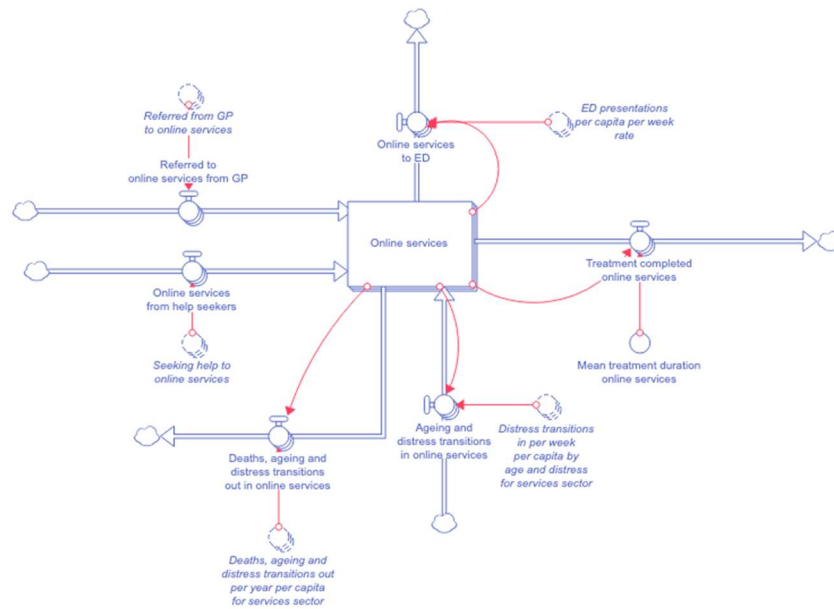 Referred from GP
to online services
Referred to
online services from GP
Online services
to ED
ED presentations
per capita per week
rate
Online services
Online services
from help seekers
Seeking help to
online services
Treatment completed
online services
Mean treatment duration
online services
Deaths, ageing and
distress transitions
out in online services
Ageing and
distress transitions
in online services
Distress transitions
in per week
per capita by
age and distress
for services sector
Deaths, ageing and
distress transitions out
per year per capita
for services sector